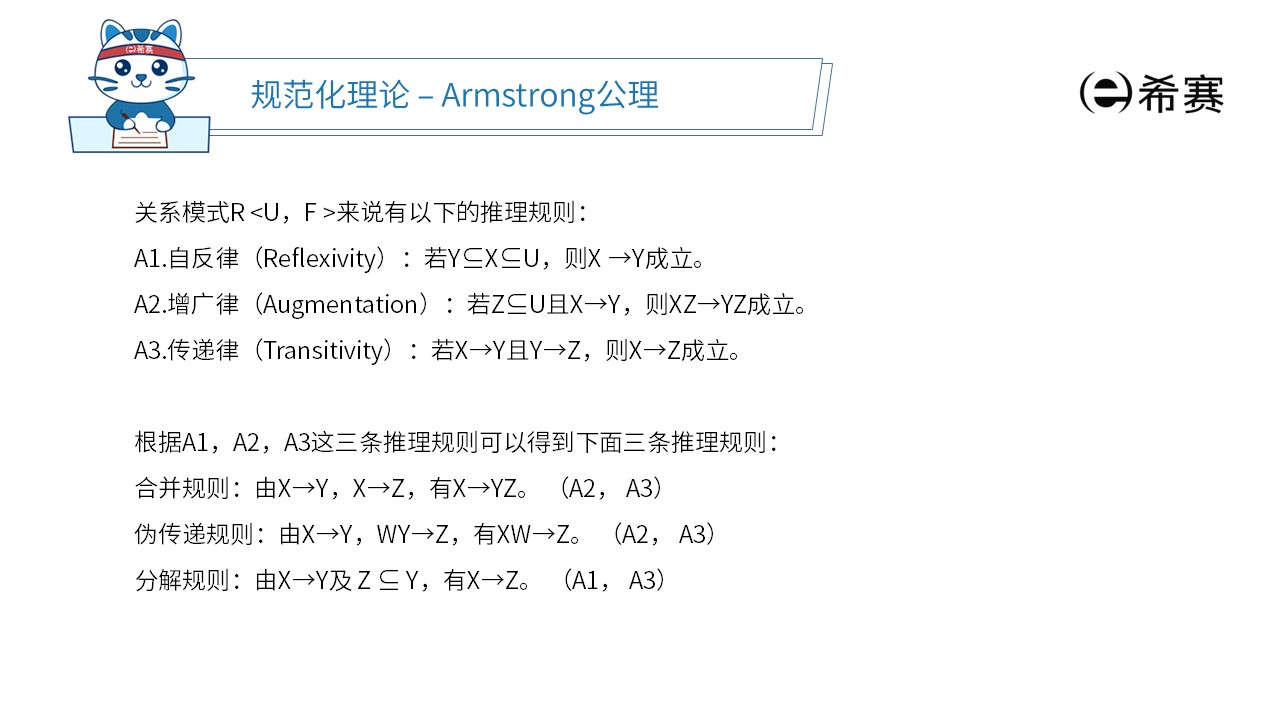 希赛
规范化理论 – Armstrong公理
希赛
关系模式R <U，F >来说有以下的推理规则：
A1.自反律（Reflexivity）：若Y⊆X⊆U，则X →Y成立。
A2.增广律（Augmentation）：若Z⊆U且X→Y，则XZ→YZ成立。
A3.传递律（Transitivity）：若X→Y且Y→Z，则X→Z成立。
根据A1，A2，A3这三条推理规则可以得到下面三条推理规则：
合并规则：由X→Y，X→Z，有X→YZ。 （A2， A3）
伪传递规则：由X→Y，WY→Z，有XW→Z。 （A2， A3）
分解规则：由X→Y及 Z ⊆ Y，有X→Z。 （A1， A3）